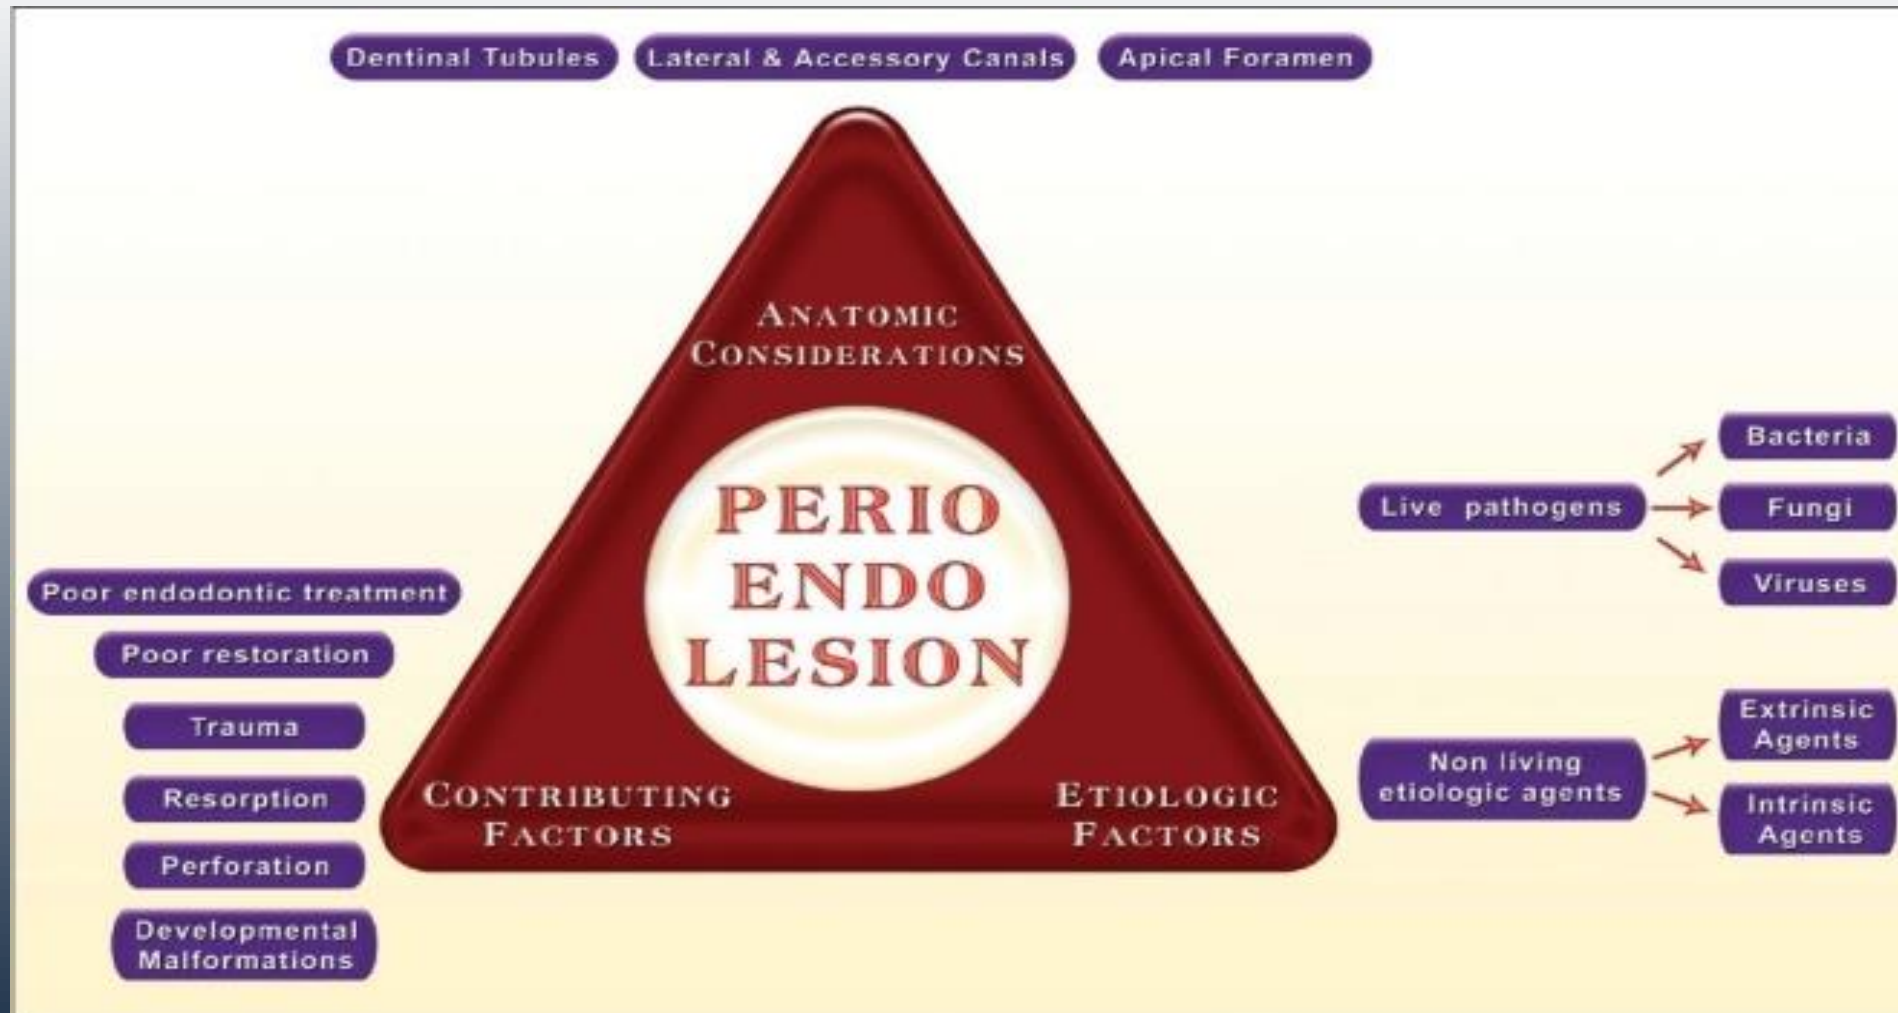 Dentinal Tubules
Lateral & Accessory Canals
Apical Foramen
ANATOMIC
CONSIDERATIONS
PERIO
ENDO
LESION
CONTRIBUTING
FACTORS
ETIOLOGIC
FACTORS
Poor endodontic treatment
Poor restoration
Trauma
Resorption
Perforation
Developmental
Malformations
Live pathogens
Bacteria
Fungi
Viruses
Non living
etiologic agents
Extrinsic
Agents
Intrinsic
Agents